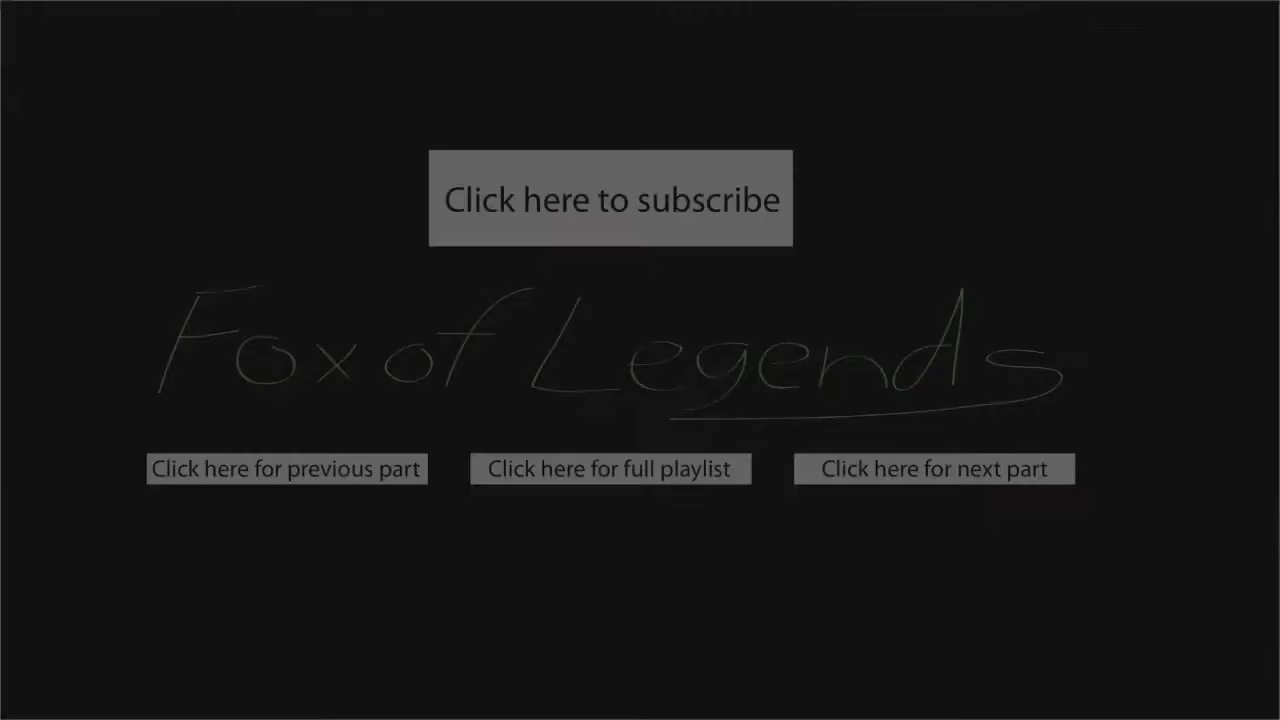 Click here to subscribe
Fox of Legends
Click here for previous part
Click here for full playlist
Click here for next part